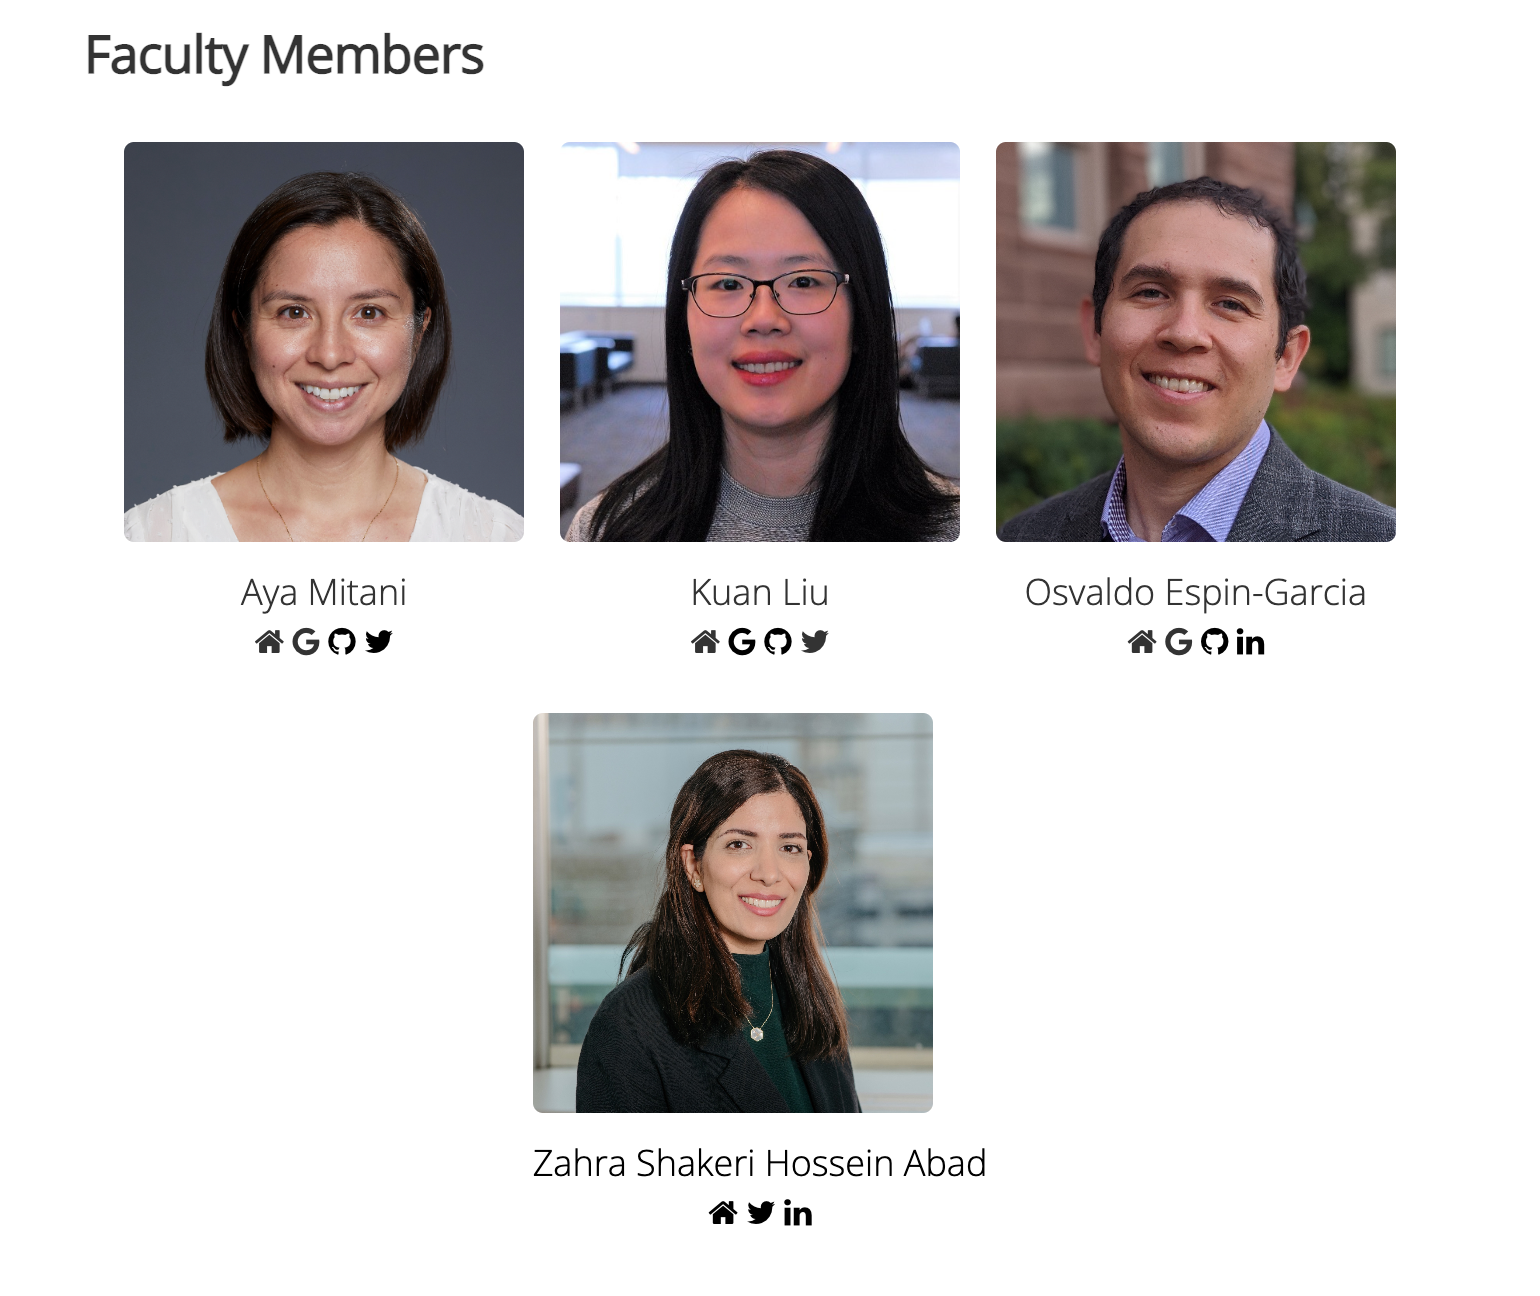 Faculty Members
Aya Mitani
Kuan Liu
Osvaldo Espin-Garcia
Zahra Shakeri Hossein Abad